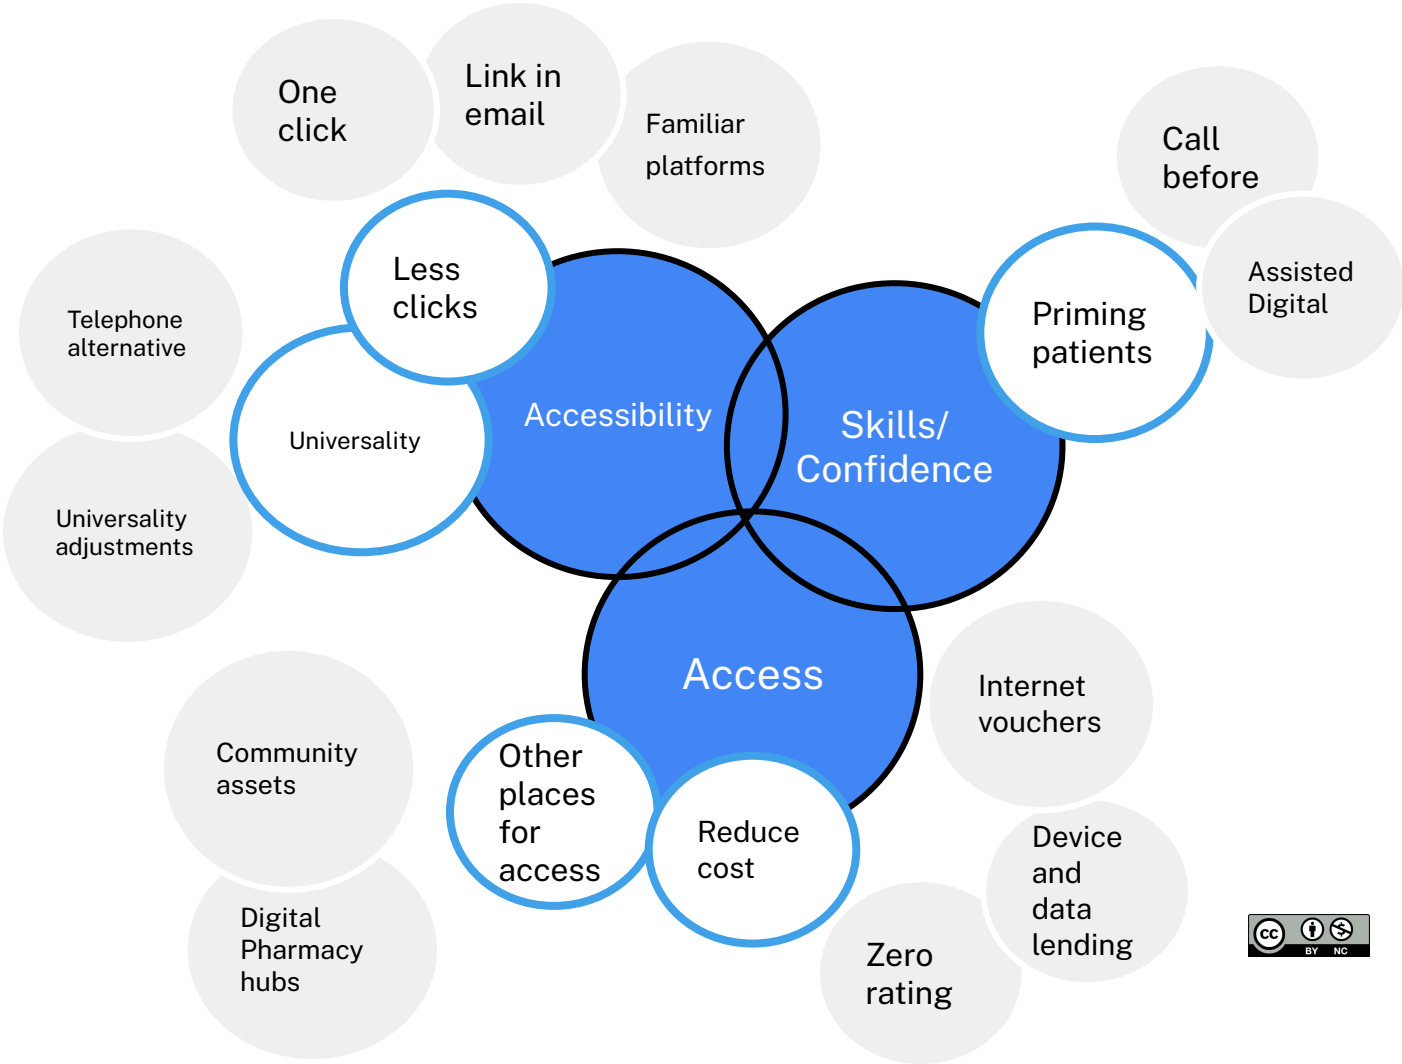 One
click
Link in
email
Familiar
platforms
Call
before
Assisted
Digital
Less
clicks
Priming
patients
Telephone
alternative
Universality
Accessibility
Skills/
Confidence
Universality
adjustments
Access
Internet
vouchers
Community
assets
Other
places
for
access
Reduce
cost
Device
and
data
lending
Digital
Pharmacy
hubs
Zero
rating
cc
BY NC